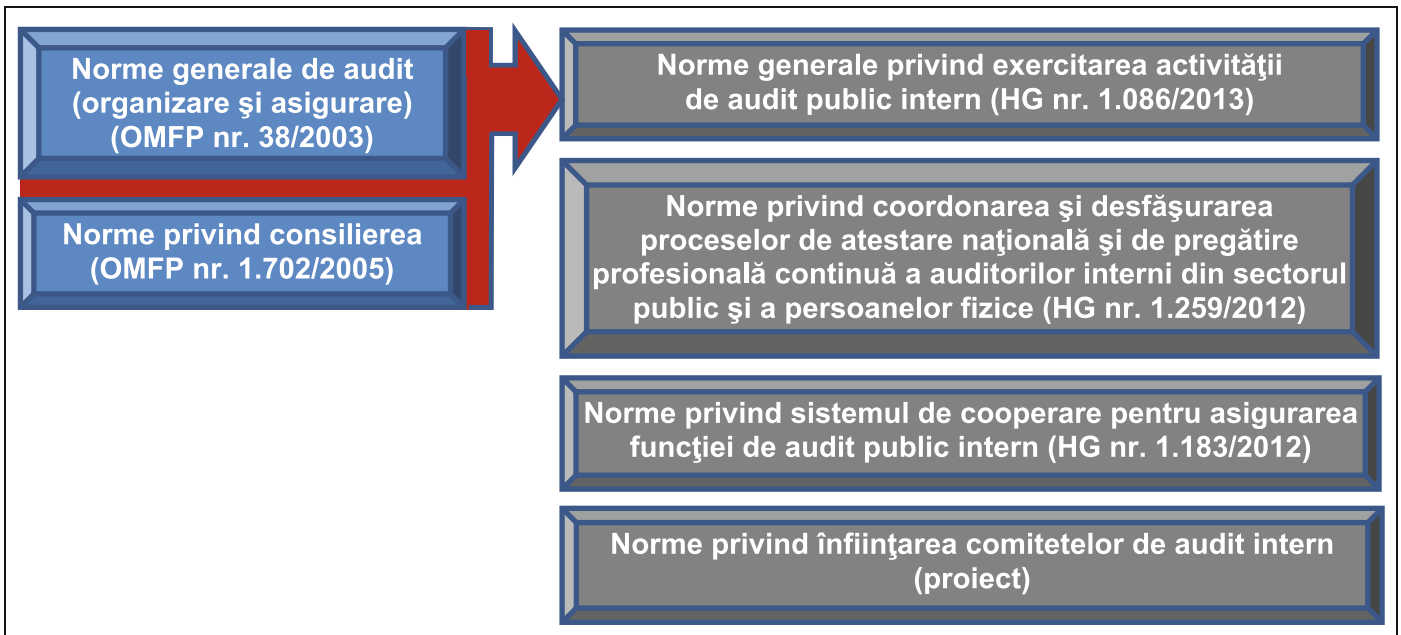 Norme generale de audit
(organizare şi asigurare)
(OMFP nr. 38/2003)
Norme privind consilierea
(OMFP nr. 1.702/2005)
Norme generale privind exercitarea activităţii
de audit public intern (HG nr. 1.086/2013)
Norme privind coordonarea şi desfăşurarea
proceselor de atestare naţională şi de pregătire
profesională continuă a auditorilor interni din sectorul
public şi a persoanelor fizice (HG nr. 1.259/2012)
Norme privind sistemul de cooperare pentru asigurarea
funcţiei de audit public intern (HG nr. 1.183/2012)
Norme privind înfiinţarea comitetelor de audit intern
(proiect)